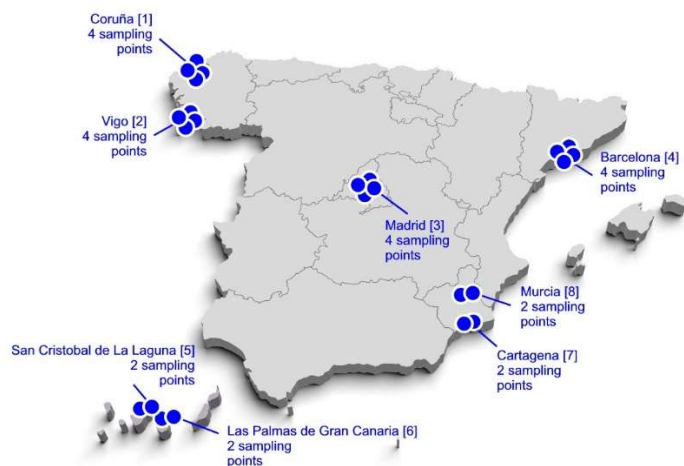 Coruña [1]
4 sampling
points
Vigo [2]
4 sampling
points
Barcelona [4]
4 sampling
points
Madrid [3]
4 sampling
points
Murcia [8]
2 sampling
points
San Cristobal de La Laguna [5]
2 sampling
points
Cartagena [7]
2 sampling
points
Las Palmas de Gran Canaria [6]
2 sampling
points